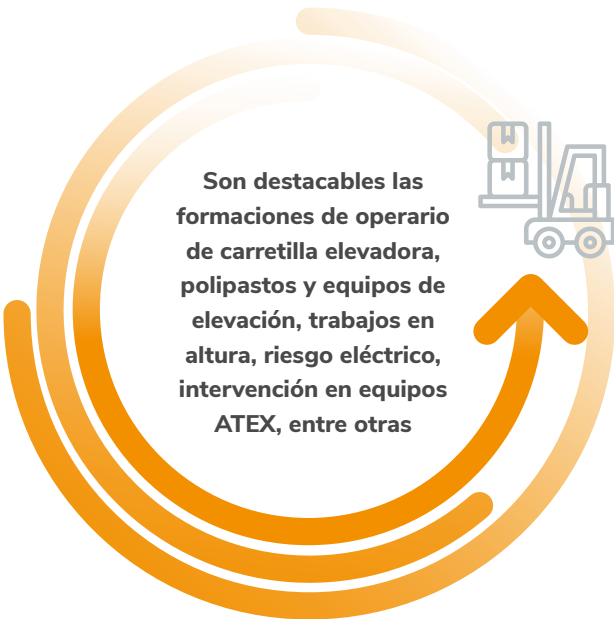 Son destacables las
formaciones de operario
de carretilla elevadora,
polipastos y equipos de
elevación, trabajos en
altura, riesgo eléctrico,
intervención en equipos
ATEX, entre otras